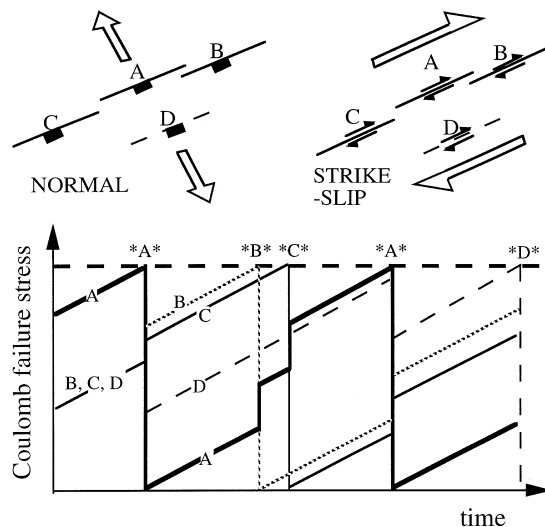 A
B
C
D
NORMAL
A
B
C
D
STRIKE
-SLIP
*A*
*B*
*C*
*A*
*D*
Coulomb failure stress
A
B
C
B, C, D
D
A
time